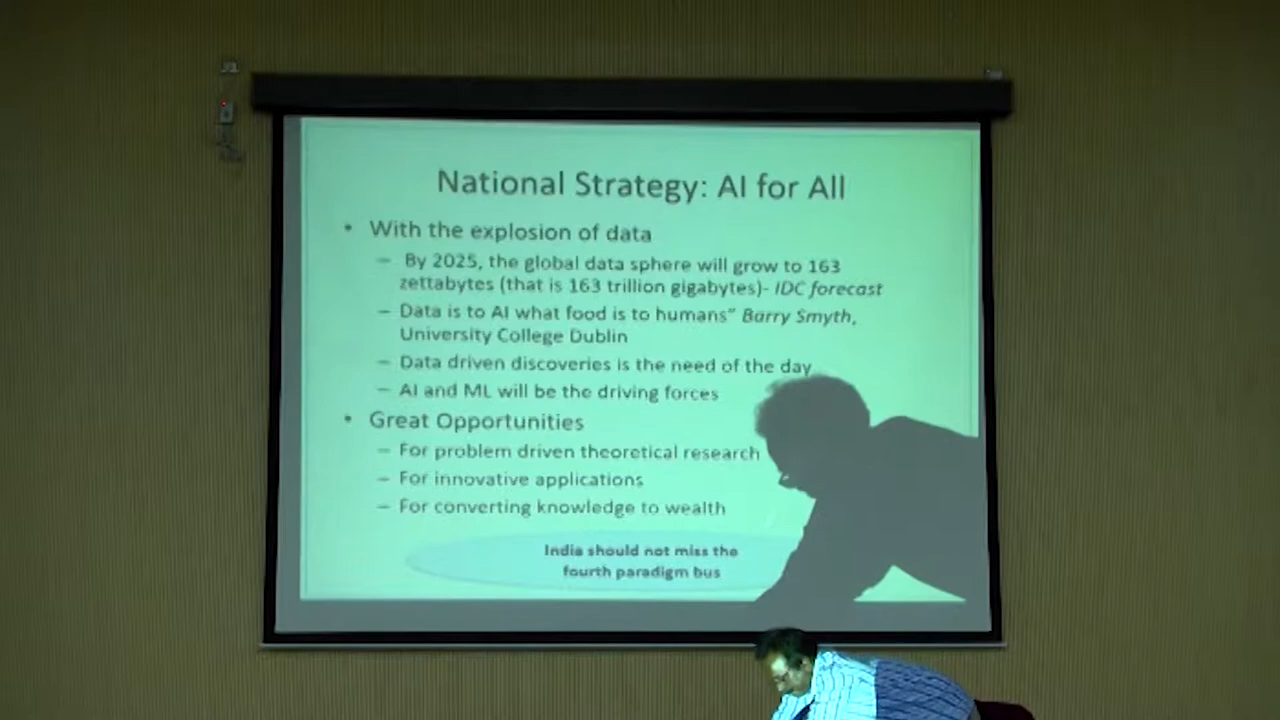 National Strategy: AI for All
• With the explosion of data
– By 2025, the global data sphere will grow to 163
zettabytes (that is 163 trillion gigabytes)- IDC forecast
– Data is to AI what food is to humans” Barry Smyth,
University College Dublin
– Data driven discoveries is the need of the day
– AI and ML will be the driving forces
• Great Opportunities
– For problem driven theoretical research
– For innovative applications
– For converting knowledge to wealth
India should not miss the
fourth paradigm bus